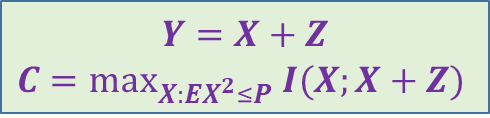 Y = X + Z
C = max_{X:EX²≤P} I(X; X + Z)